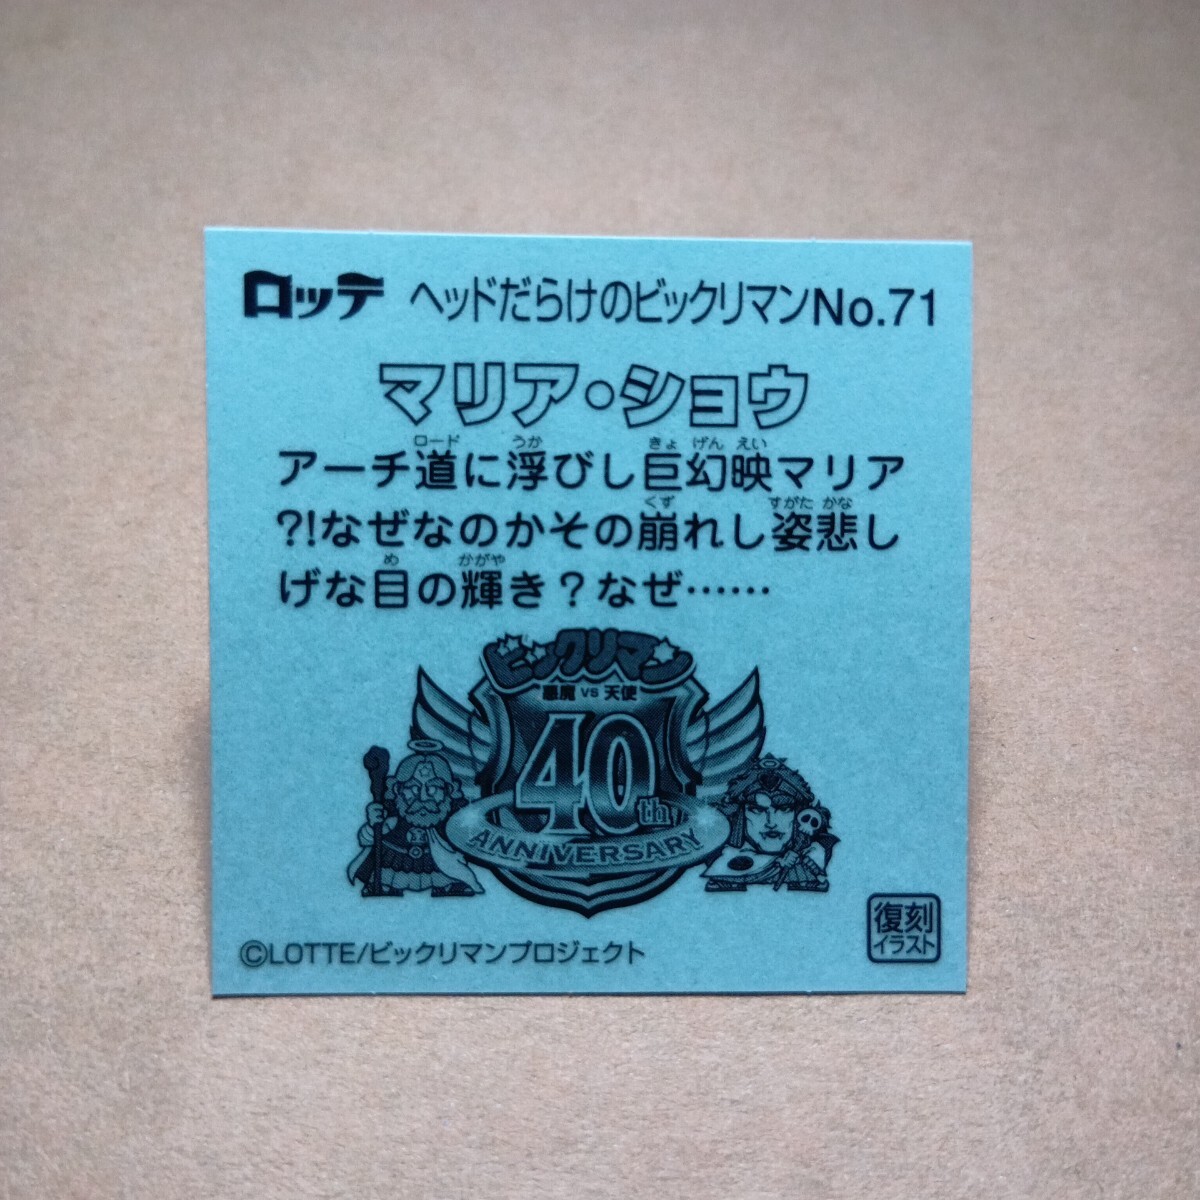 ロッテ ヘッドだらけのビックリマンNo.71
マリア・ショウ
ロード うか きょ げん えい
アーチ道に浮びし巨幻映マリア
くず すがた かな
?!なぜなのかその崩れし姿悲し
め かがや
げな目の輝き?なぜ……
ビックリマン
悪魔 VS 天使
40th
ANNIVERSARY
復刻
イラスト
©LOTTE/ビックリマンプロジェクト